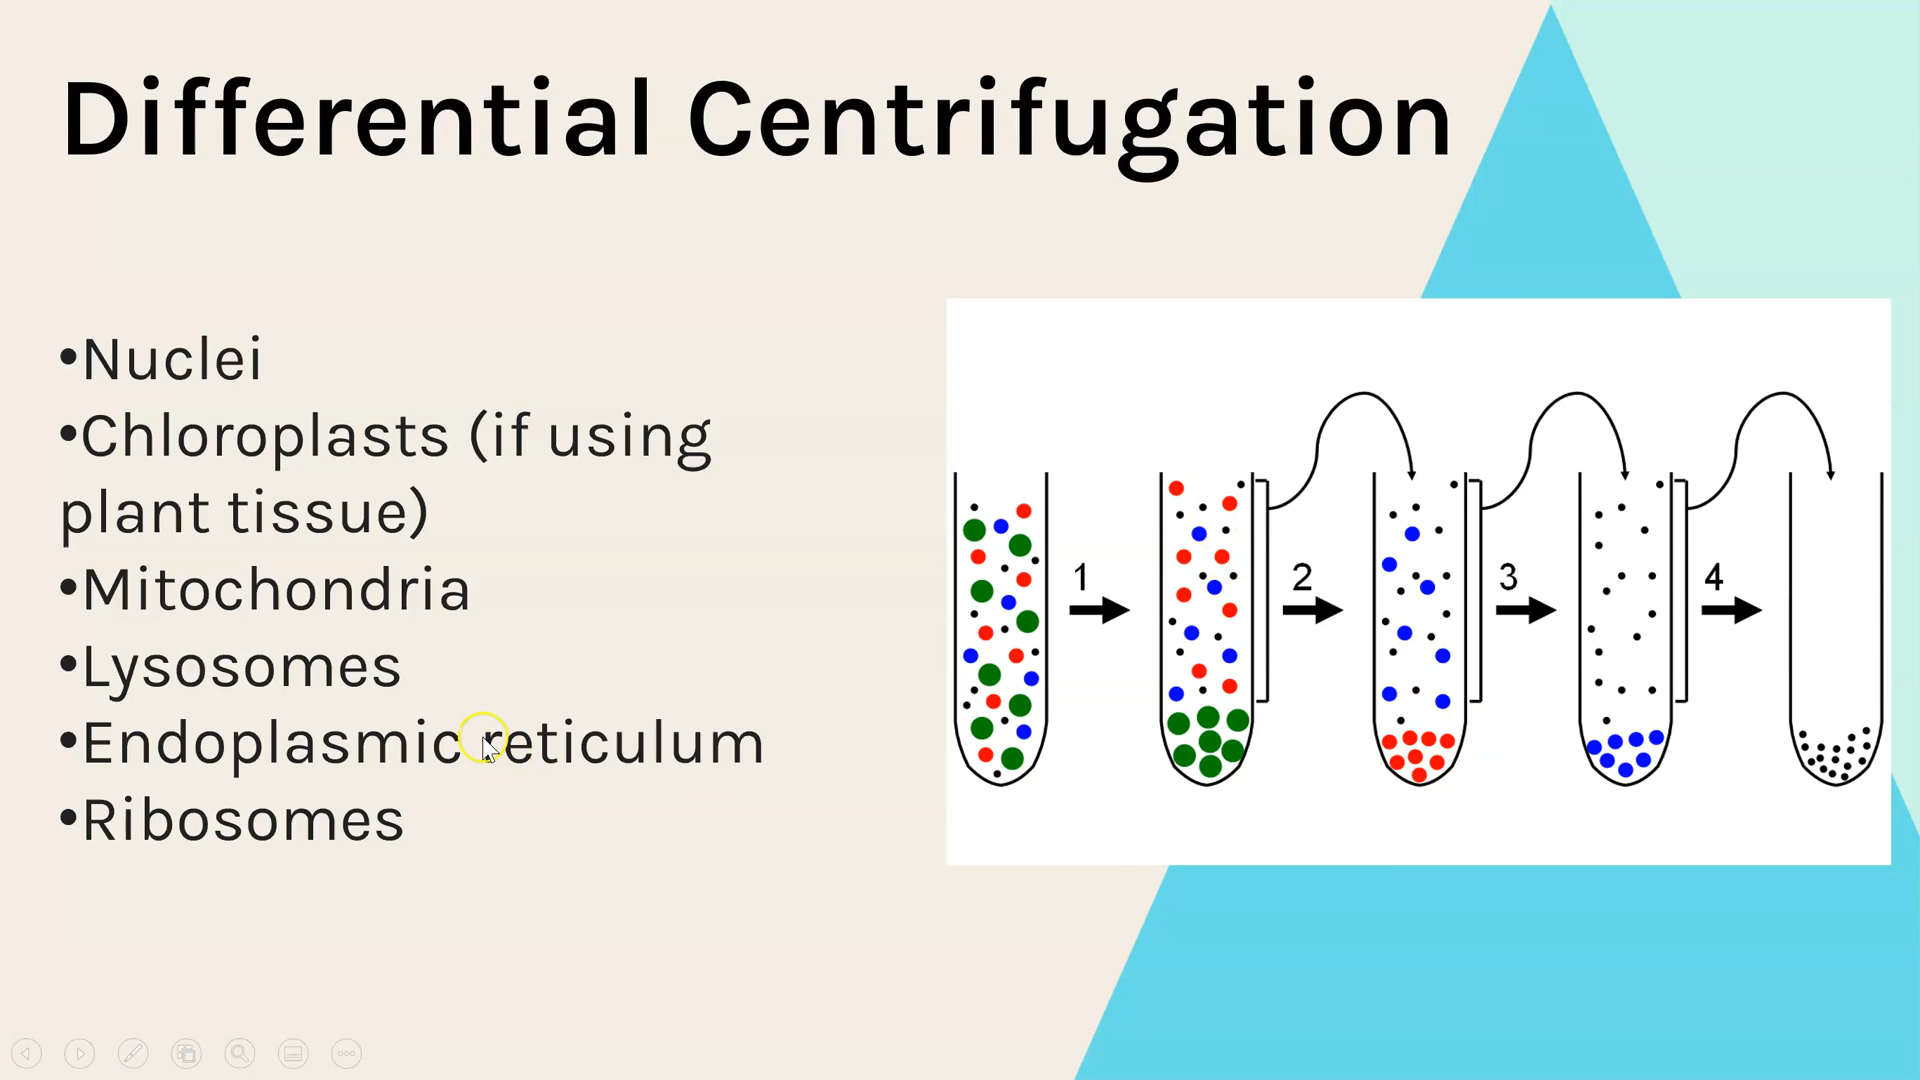 Differential Centrifugation
•Nuclei
•Chloroplasts (if using
plant tissue)
•Mitochondria
•Lysosomes
•Endoplasmic reticulum
•Ribosomes
1 2 3 4